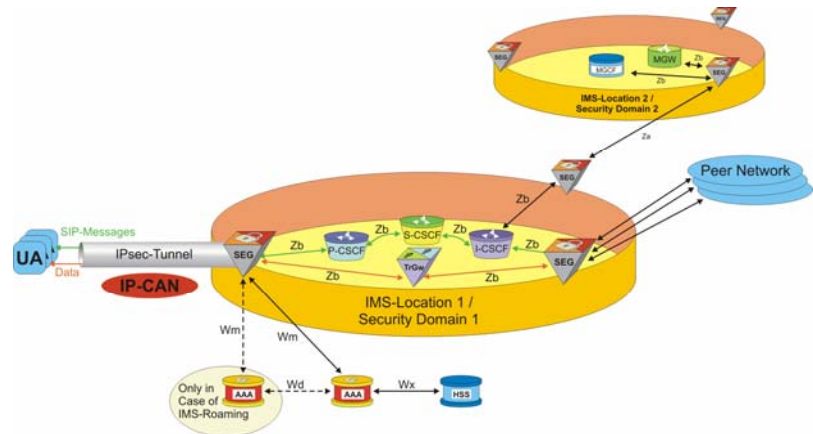 SEG
SEG
MGCF
MGW
Zb
Zb
SEG
IMS-Location 2 /
Security Domain 2
Za
SEG
Peer Network
Zb
SIP-Messages
UA
IPsec-Tunnel
Data
IP-CAN
SEG
Zb
P-CSCF
Zb
S-CSCF
Zb
I-CSCF
Zb
SEG
Zb
TrGw
Zb
IMS-Location 1 /
Security Domain 1
Wm
Wm
Only in
Case of
IMS-Roaming
AAA
Wd
AAA
Wx
HSS